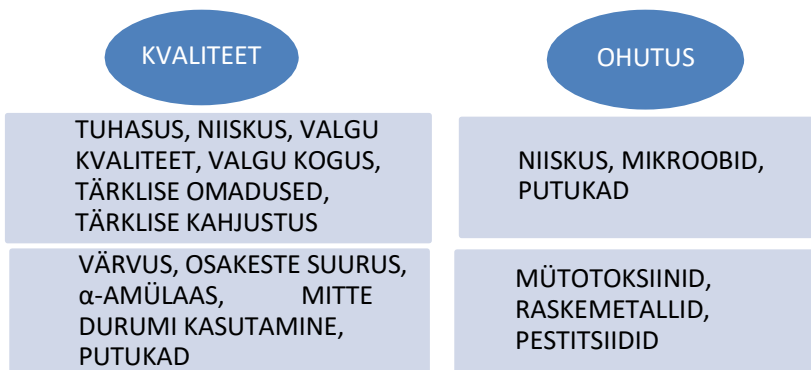 KVALITEET
TUHASUS, NIISKUS, VALGU
KVALITEET, VALGU KOGUS,
TÄRKLISE OMADUSED,
TÄRKLISE KAHJUSTUS
VÄRVUS, OSAKESTE SUURUS,
α-AMÜLAAS, MITTE
DURUMI KASUTAMINE,
PUTUKAD
OHUTUS
NIISKUS, MIKROOBID,
PUTUKAD
MÜTOTOKSIINID,
RASKEMETALLID,
PESTITSIIDID